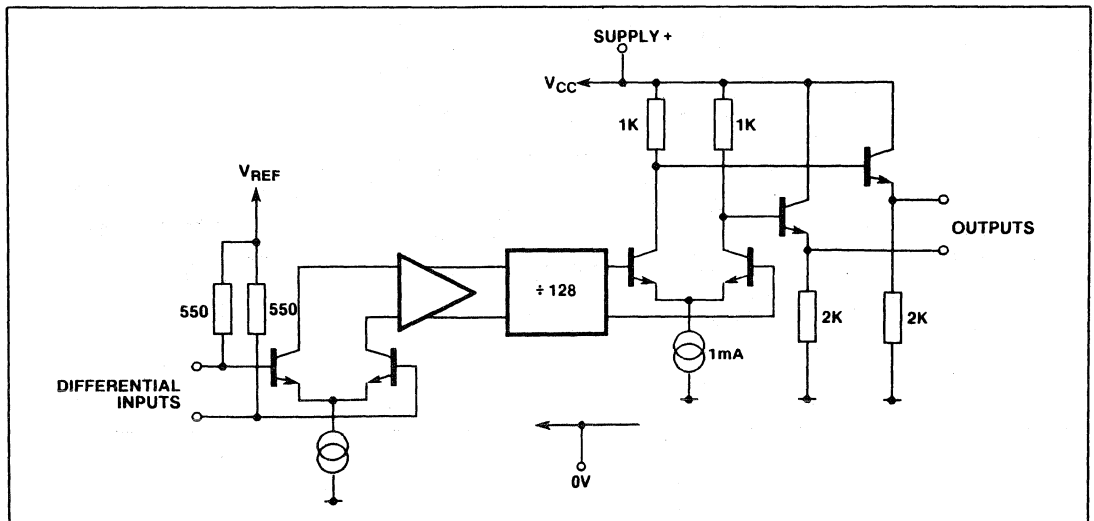 SUPPLY +
VCC
1K
1K
VREF
OUTPUTS
550
550
÷ 128
2K
2K
1mA
DIFFERENTIAL
INPUTS
0V